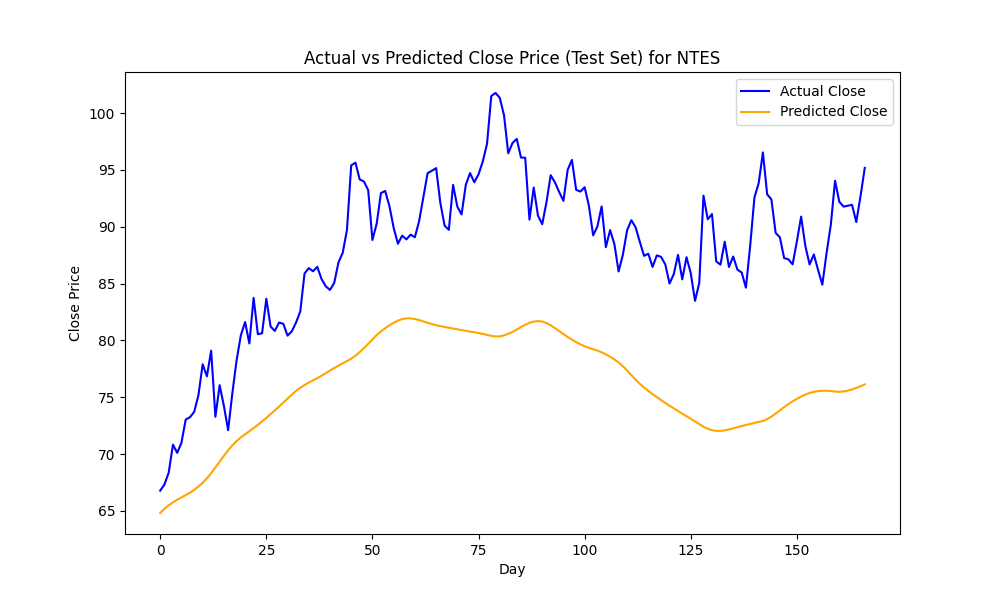 Actual vs Predicted Close Price (Test Set) for NTES
Actual Close
Predicted Close
Close Price
100
95
90
85
80
75
70
65
0 25 50 75 100 125 150
Day